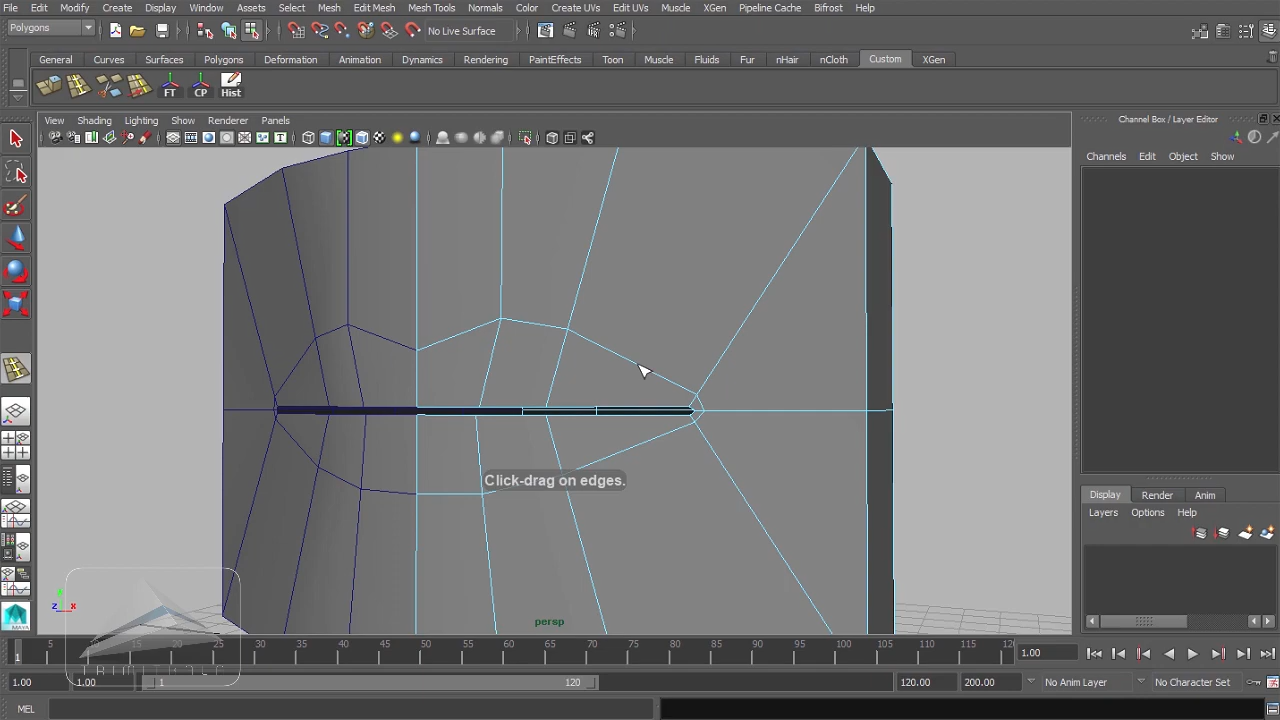 File Edit Modify Create Display Window Assets Select Mesh Edit Mesh Mesh Tools Normals Color Create UVs Edit UVs Muscle XGen Pipeline Cache Bifrost Help
Polygons
No Live Surface
General Curves Surfaces Polygons Deformation Animation Dynamics Rendering PaintEffects Toon Muscle Fluids Fur nHair nCloth Custom XGen
FT CP Hist
View Shading Lighting Show Renderer Panels
Channel Box / Layer Editor
Channels Edit Object Show
Click-drag on edges.
Display Render Anim
Layers Options Help
z x
persp
5 15 20 25 30 35 40 45 50 55 60 65 70 75 80 85 90 95 100 105 110 115 12
1.00
1.00 1.00 1 120 120.00 200.00 No Anim Layer No Character Set
MEL